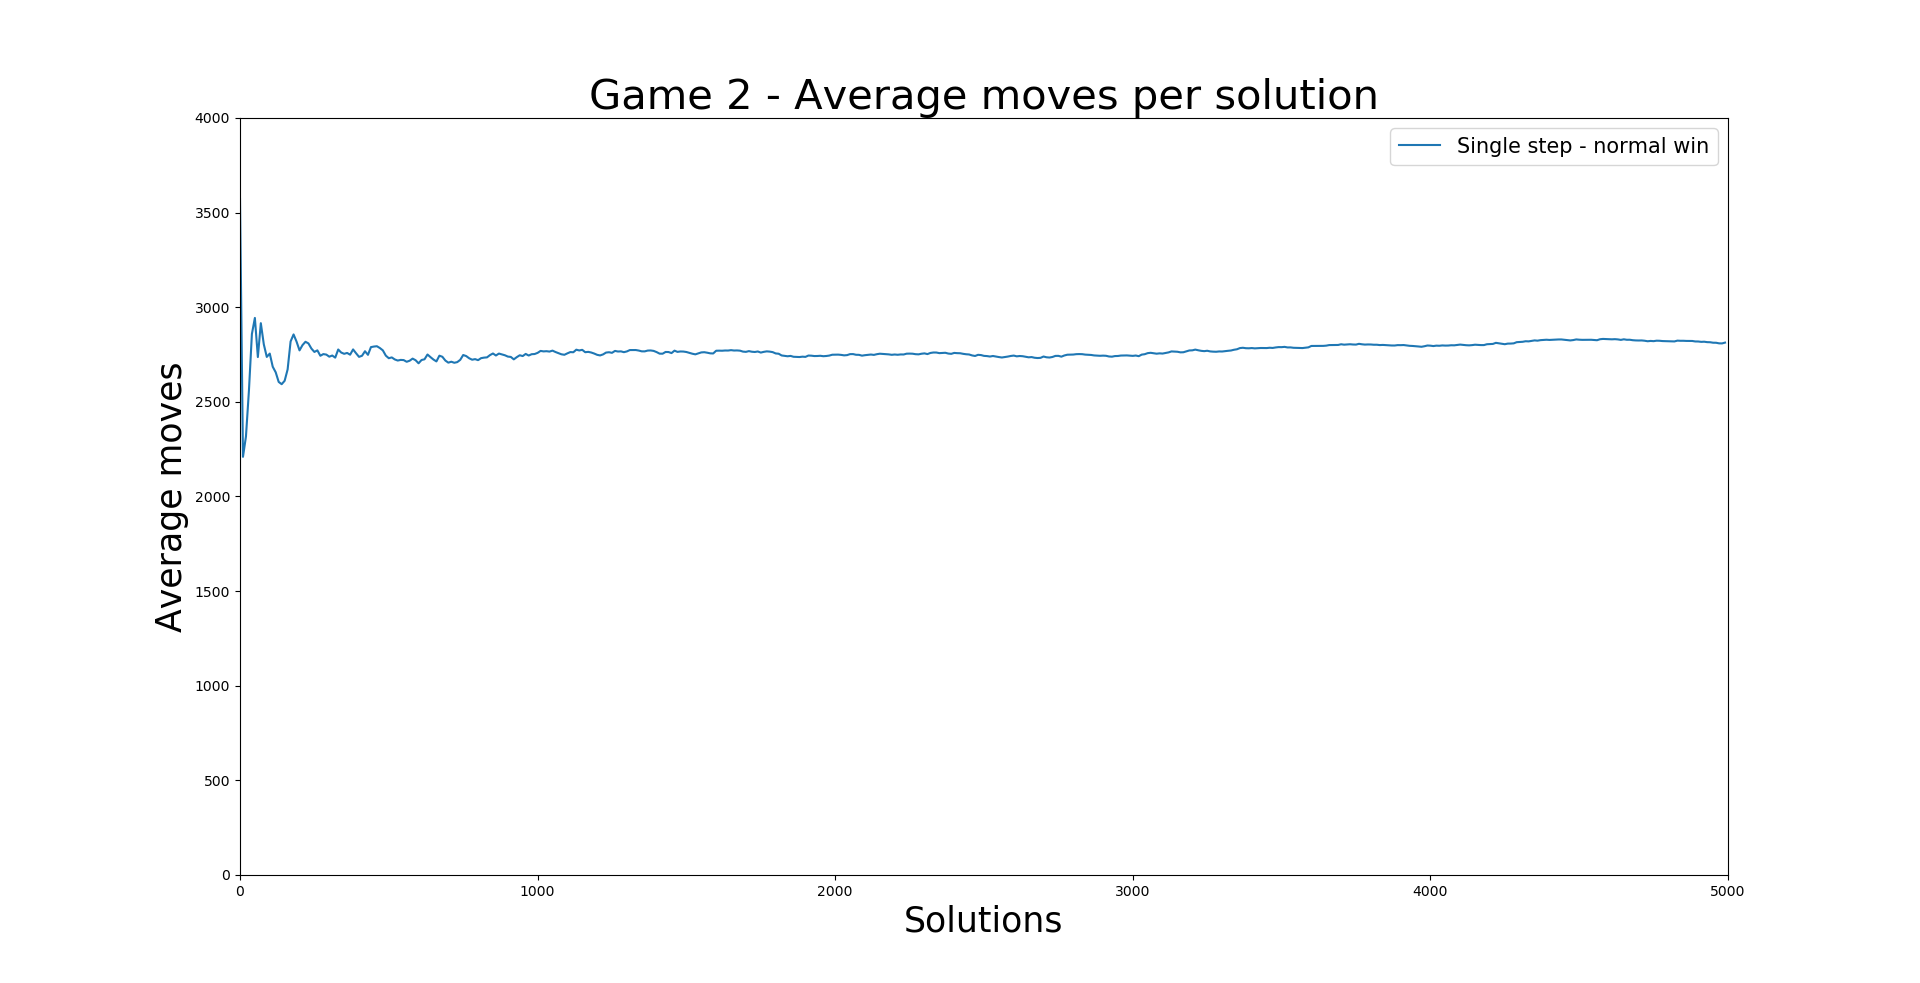 Game 2 - Average moves per solution
4000
Single step - normal win
3500
3000
2500
2000
1500
1000
500
0
Average moves
0 1000 2000 3000 4000 5000
Solutions